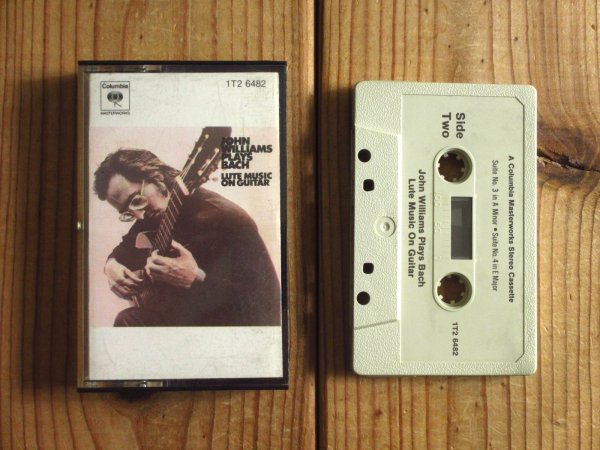 Columbia
MASTERWORKS
1T2 6482
JOHN
WILLIAMS
PLAYS
BACH
LUTE MUSIC
ON GUITAR
A Columbia Masterworks Stereo Cassette
Suite No. 3 in A Minor • Suite No. 4 in E Major
Side
Two
1T2 6482
John Williams Plays Bach
Lute Music On Guitar